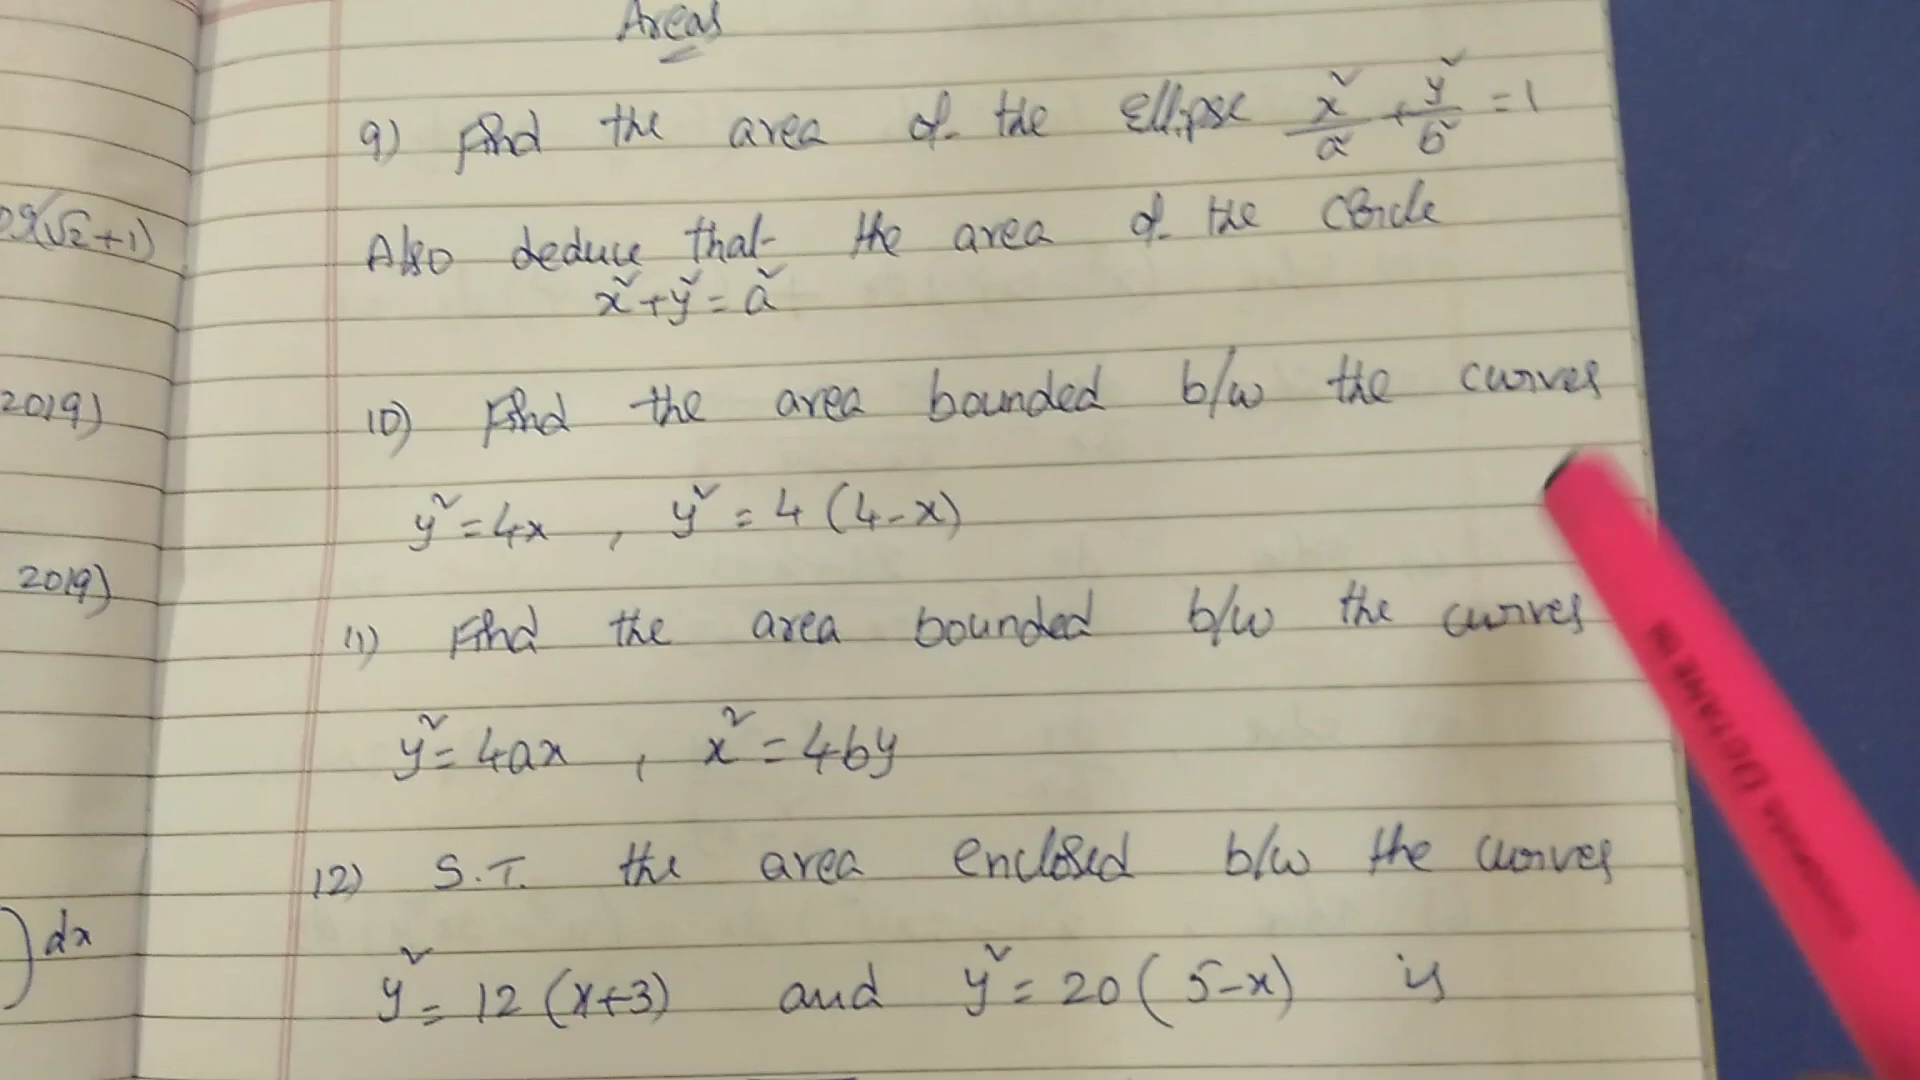 Areas
9) Find the area of the Ellipse x²/a² + y²/b² = 1
Also deduce that the area of the circle
x² + y² = a²
10) Find the area bounded b/w the curves
y² = 4x , y² = 4 (4-x)
11) Find the area bounded b/w the curves
y² = 4ax , x² = 4by
12) S.T. the area enclosed b/w the curves
y² = 12 (x+3) and y² = 20 ( 5-x) is
(√2+1)
2019)
2019)
) dx